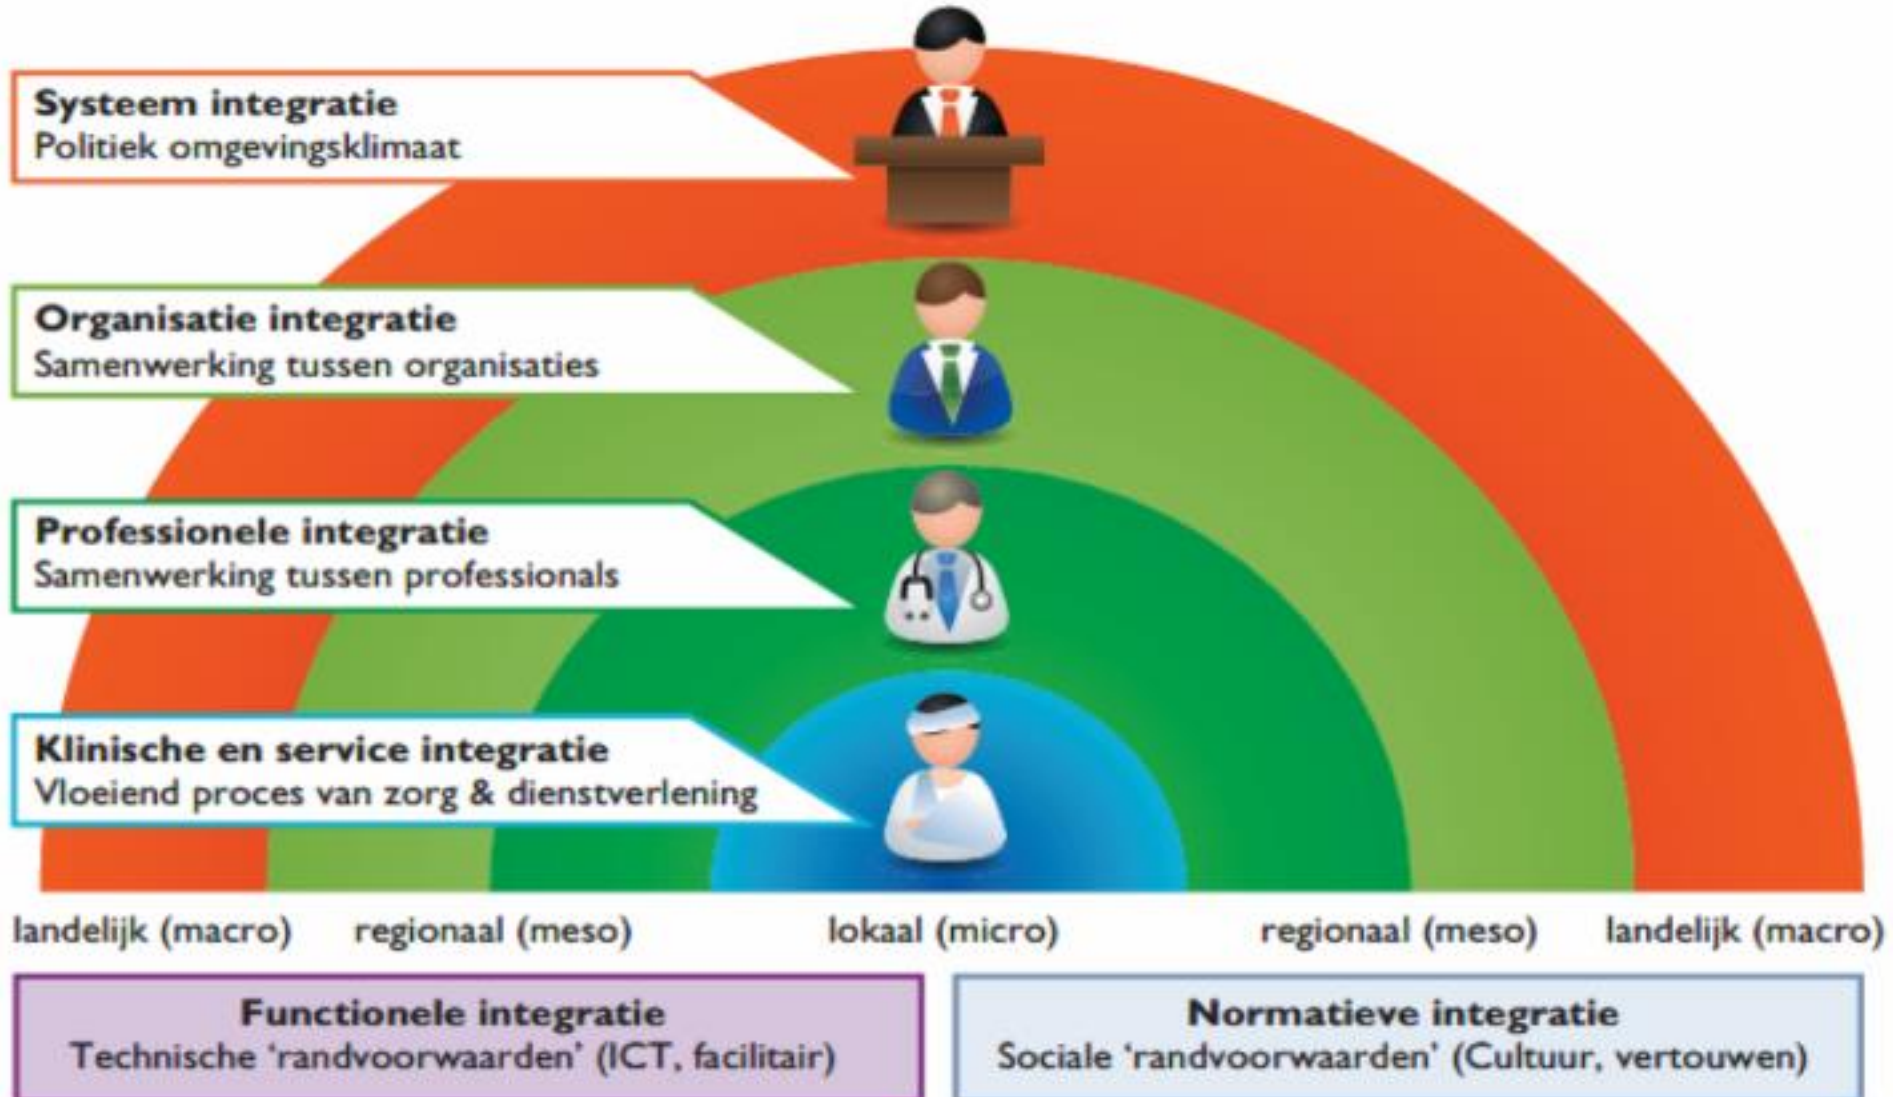 Systeem integratie
Politiek omgevingsklimaat
Organisatie integratie
Samenwerking tussen organisaties
Professionele integratie
Samenwerking tussen professionals
Klinische en service integratie
Vloeiend proces van zorg & dienstverlening
landelijk (macro) regionaal (meso) lokaal (micro) regionaal (meso) landelijk (macro)
Functionele integratie
Technische ‘randvoorwaarden’ (ICT, facilitair)
Normatieve integratie
Sociale ‘randvoorwaarden’ (Cultuur, vertouwen)